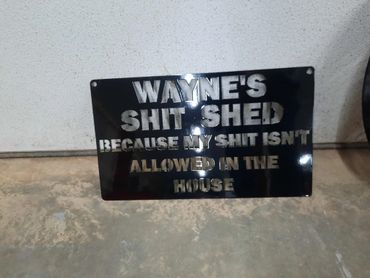 WAYNE'S
SHIT SHED
BECAUSE MY SHIT ISN'T
ALLOWED IN THE
HOUSE